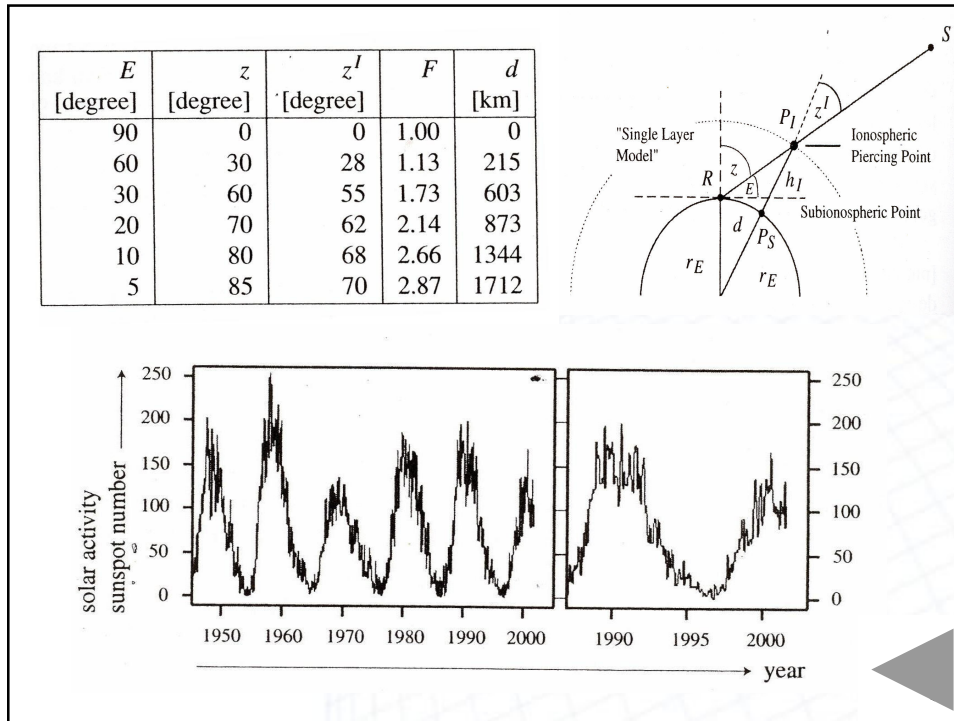 E z z^I F d
[degree] [degree] [degree] [km]
90 0 0 1.00 0
60 30 28 1.13 215
30 60 55 1.73 603
20 70 62 2.14 873
10 80 68 2.66 1344
5 85 70 2.87 1712
S
z^I
P_I
"Single Layer
Model"
Ionospheric
Piercing Point
z
R
E
h_I
Subionospheric Point
d
P_S
r_E
r_E
solar activity
sunspot number
250
200
150
100
50
0
250
200
150
100
50
0
1950 1960 1970 1980 1990 2000
1990 1995 2000
year